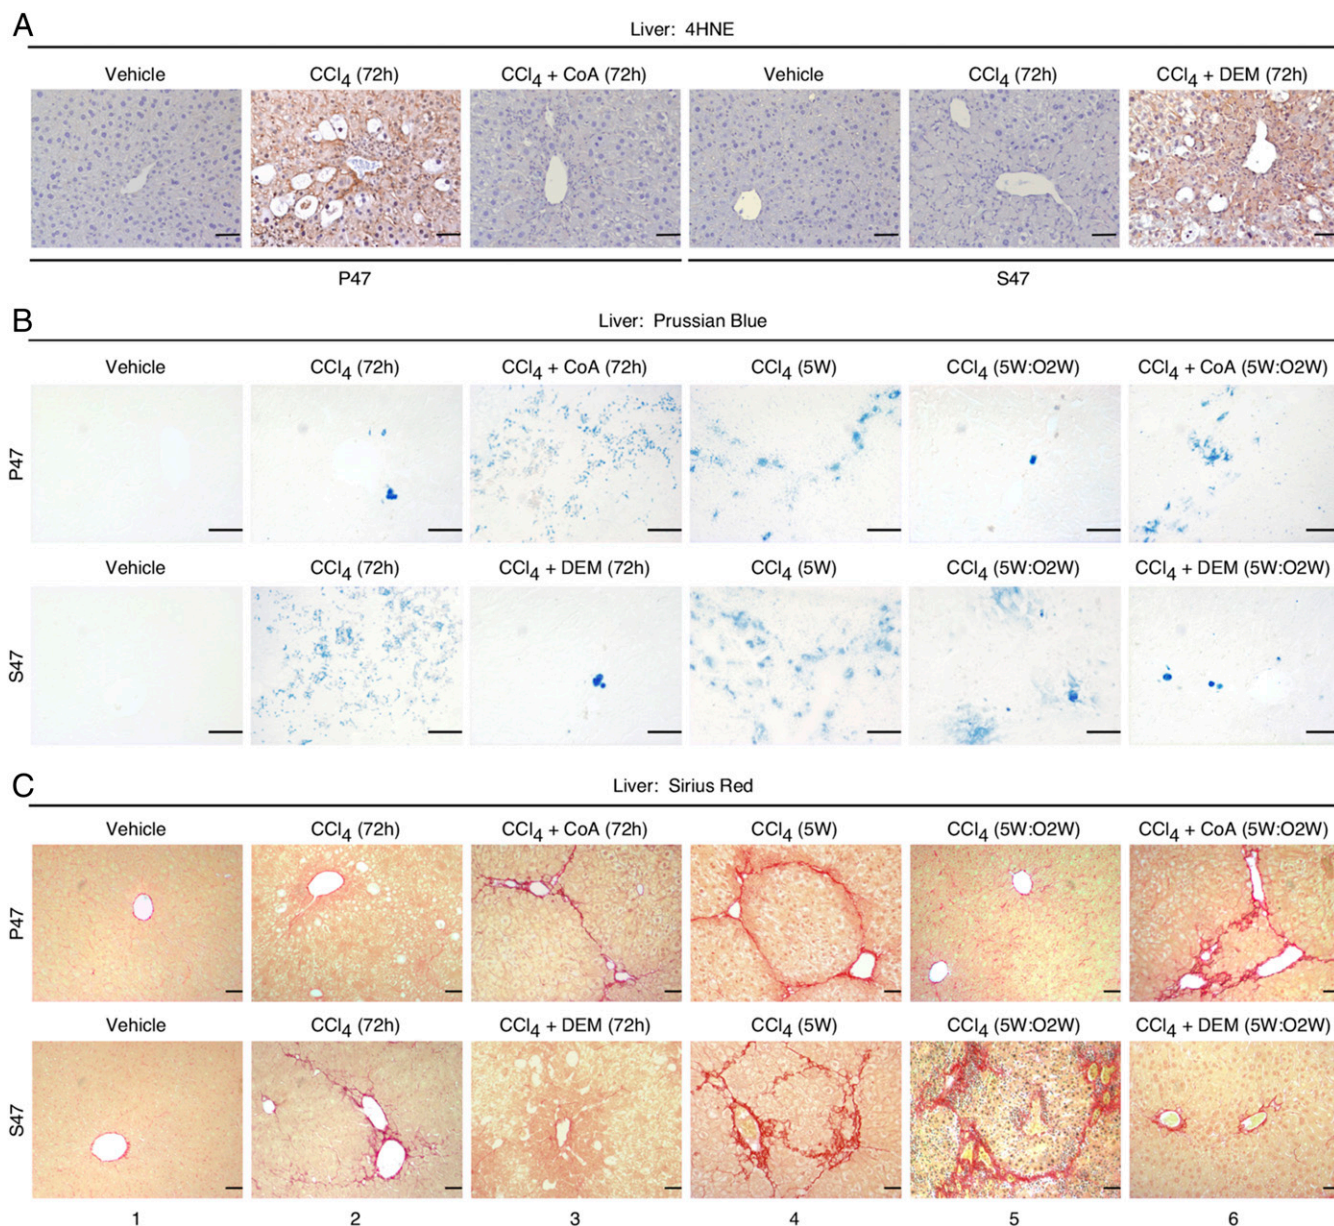 A
Liver: 4HNE
Vehicle CCl4 (72h) CCl4 + CoA (72h) Vehicle CCl4 (72h) CCl4 + DEM (72h)
P47 S47
B
Liver: Prussian Blue
Vehicle CCl4 (72h) CCl4 + CoA (72h) CCl4 (5W) CCl4 (5W:O2W) CCl4 + CoA (5W:O2W)
P47
Vehicle CCl4 (72h) CCl4 + DEM (72h) CCl4 (5W) CCl4 (5W:O2W) CCl4 + DEM (5W:O2W)
S47
C
Liver: Sirius Red
Vehicle CCl4 (72h) CCl4 + CoA (72h) CCl4 (5W) CCl4 (5W:O2W) CCl4 + CoA (5W:O2W)
P47
Vehicle CCl4 (72h) CCl4 + DEM (72h) CCl4 (5W) CCl4 (5W:O2W) CCl4 + DEM (5W:O2W)
S47
1 2 3 4 5 6